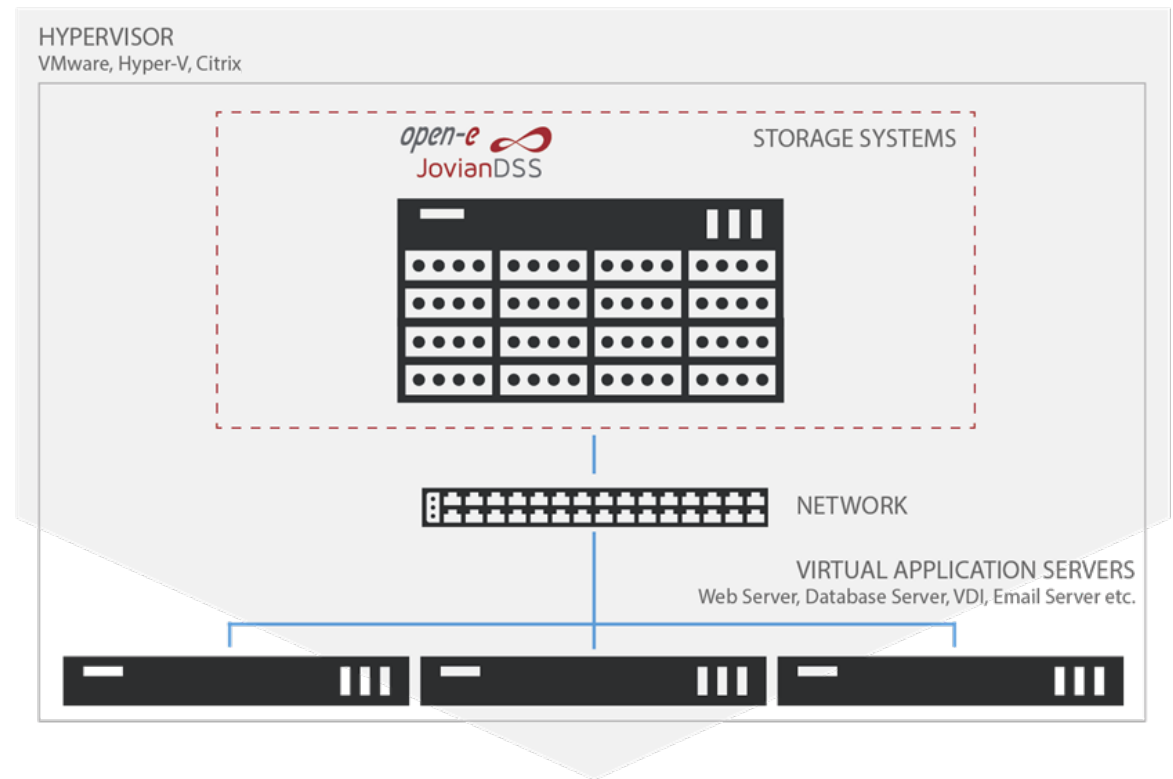 HYPERVISOR
VMware, Hyper-V, Citrix
open-e
JovianDSS
STORAGE SYSTEMS
NETWORK
VIRTUAL APPLICATION SERVERS
Web Server, Database Server, VDI, Email Server etc.